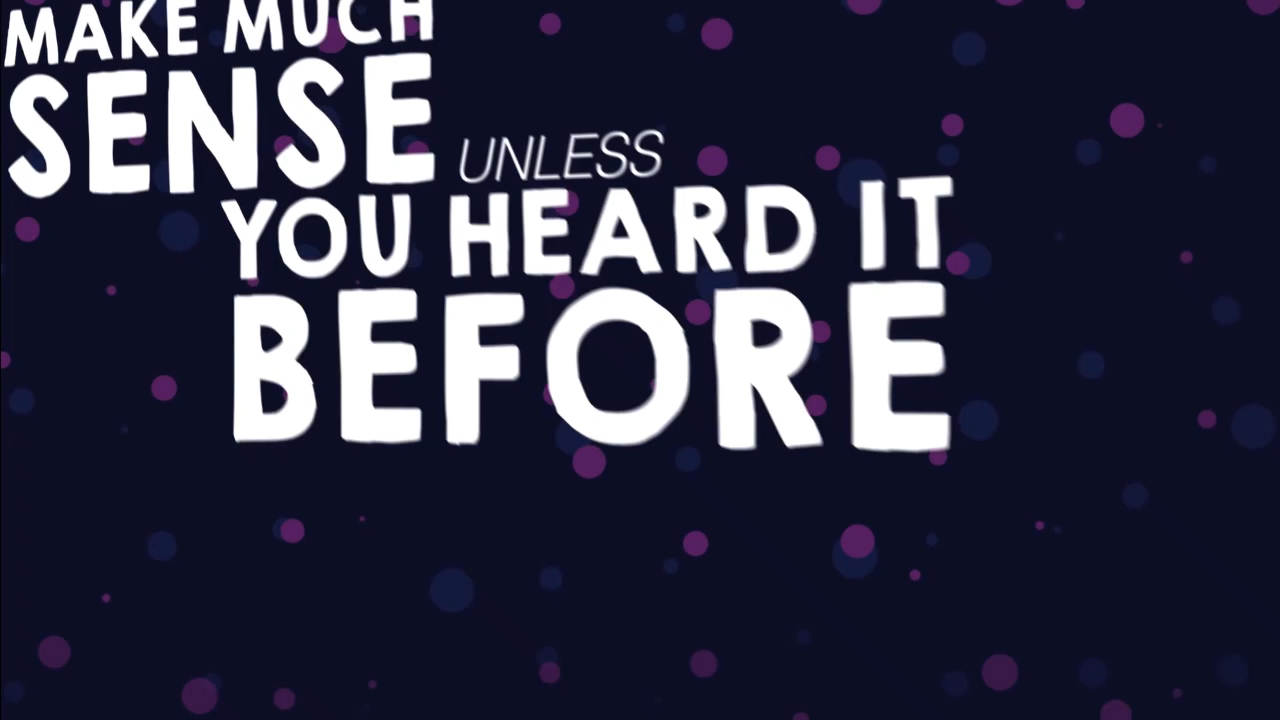 MAKE MUCH
SENSE
UNLESS
YOU HEARD IT
BEFORE